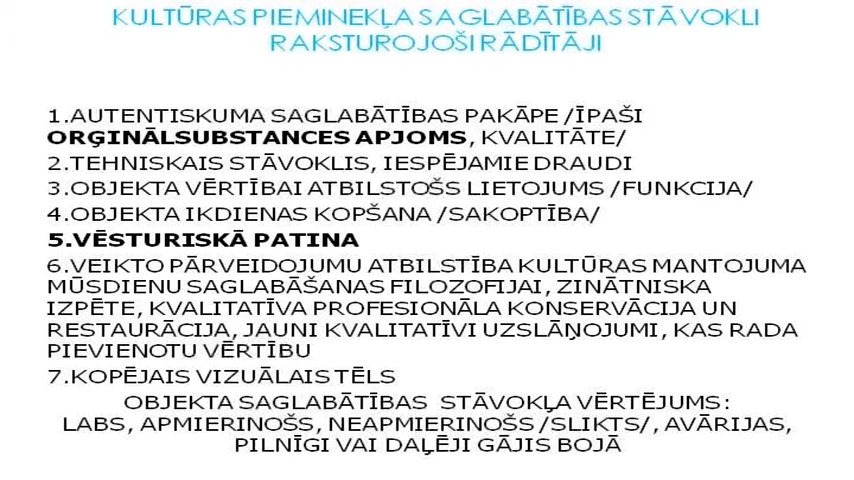 KULTŪRAS PIEMINEKĻA SAGLABĀTĪBAS STĀVOKLI
RAKSTUROJOŠI RĀDĪTĀJI
1.AUTENTISKUMA SAGLABĀTĪBAS PAKĀPE /ĪPAŠI
ORĢINĀLSUBSTANCES APJOMS, KVALITĀTE/
2.TEHNISKAIS STĀVOKLIS, IESPĒJAMIE DRAUDI
3.OBJEKTA VĒRTĪBAI ATBILSTOŠS LIETOJUMS /FUNKCIJA/
4.OBJEKTA IKDIENAS KOPŠANA /SAKOPTĪBA/
5.VĒSTURISKĀ PATINA
6.VEIKTO PĀRVEIDOJUMU ATBILSTĪBA KULTŪRAS MANTOJUMA
MŪSDIENU SAGLABĀŠANAS FILOZOFIJAI, ZINĀTNISKA
IZPĒTE, KVALITATĪVA PROFESIONĀLA KONSERVĀCIJA UN
RESTAURĀCIJA, JAUNI KVALITATĪVI UZSLĀŅOJUMI, KAS RADA
PIEVIENOTU VĒRTĪBU
7.KOPĒJAIS VIZUĀLAIS TĒLS
OBJEKTA SAGLABĀTĪBAS STĀVOKĻA VĒRTĒJUMS:
LABS, APMIERINOŠS, NEAPMIERINOŠS /SLIKTS/, AVĀRIJAS,
PILNĪGI VAI DAĻĒJI GĀJIS BOJĀ